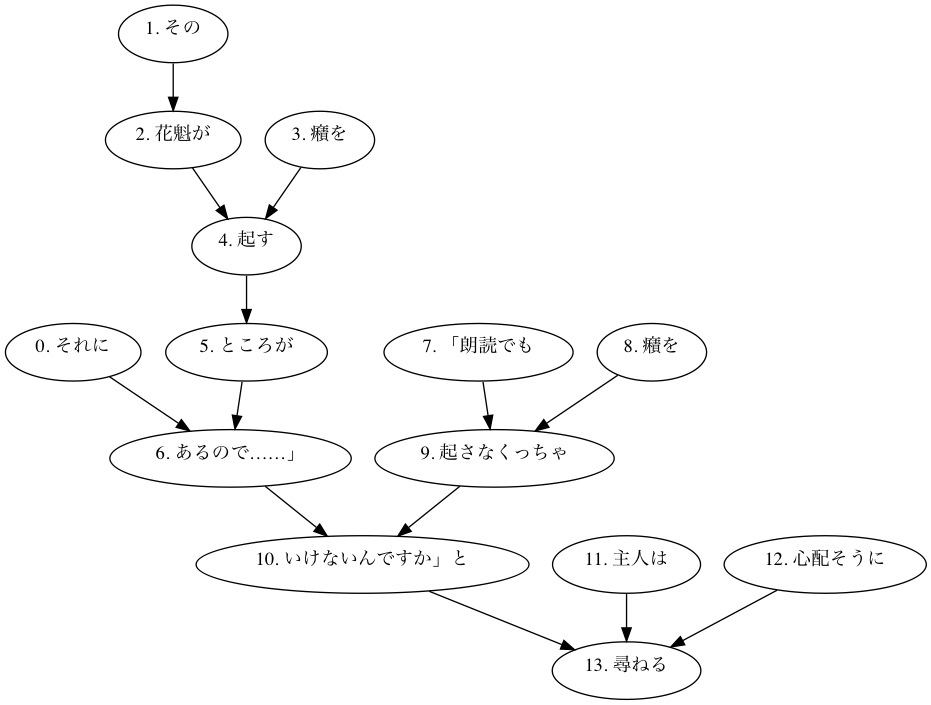 1. その
2. 花魁が
3. 癪を
4. 起す
0. それに
5. ところが
7. 「朗読でも
8. 癪を
6. あるので……」
9. 起さなくっちゃ
10. いけないんですか」と
11. 主人は
12. 心配そうに
13. 尋ねる